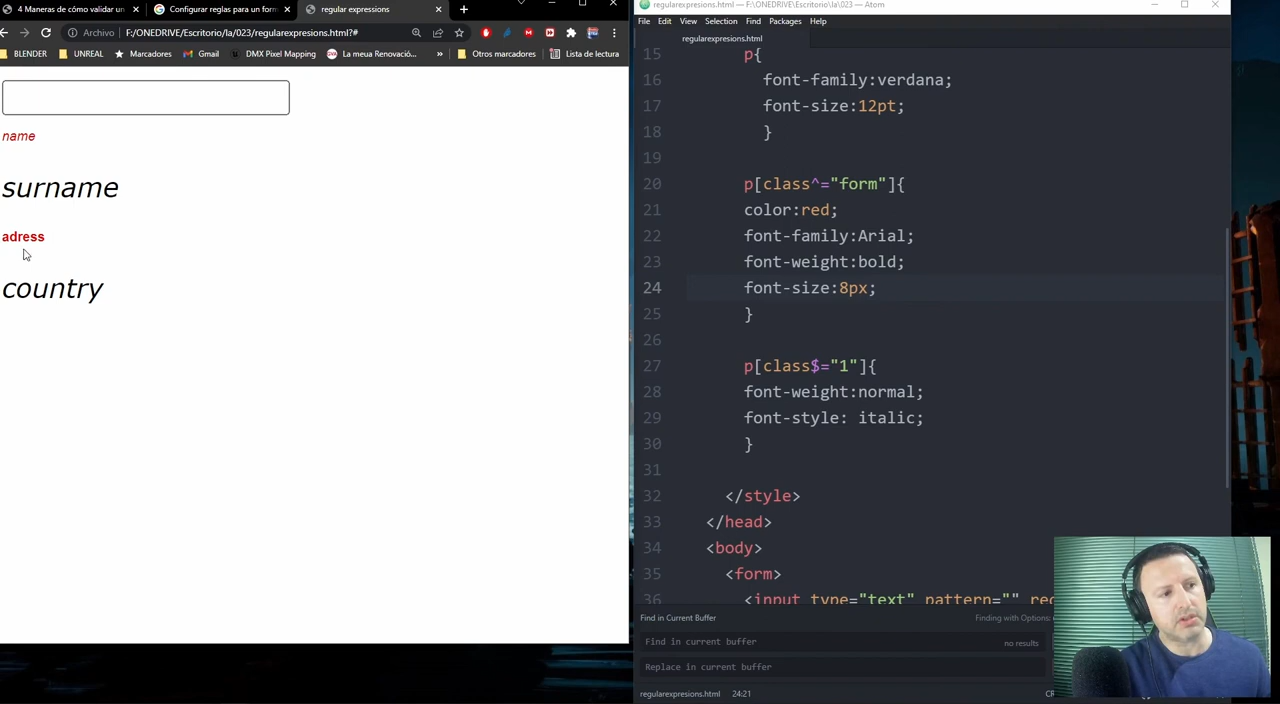 4 Maneras de cómo validar un
Configurar reglas para un form
regular expressions
regularexpresions.html — F:/ONEDRIVE/Escritorio/Ia/023 — Atom
Archivo
F:/ONEDRIVE/Escritorio/Ia/023/regularexpresions.html?#
File Edit View Selection Find Packages Help
BLENDER
UNREAL
Marcadores
Gmail
DMX Pixel Mapping
La meua Renovació...
»
Otros marcadores
Lista de lectura
regularexpresions.html
name
surname
adress
country
15 p{
16 font-family:verdana;
17 font-size:12pt;
18 }
19
20 p[class^="form"]{
21 color:red;
22 font-family:Arial;
23 font-weight:bold;
24 font-size:8px;
25 }
26
27 p[class$="1"]{
28 font-weight:normal;
29 font-style: italic;
30 }
31
32 </style>
33 </head>
34 <body>
35 <form>
36 <input type="text" pattern="" rec
Find in Current Buffer
Finding with Options:
Find in current buffer
no results
Replace in current buffer
regularexpresions.html 24:21
CR